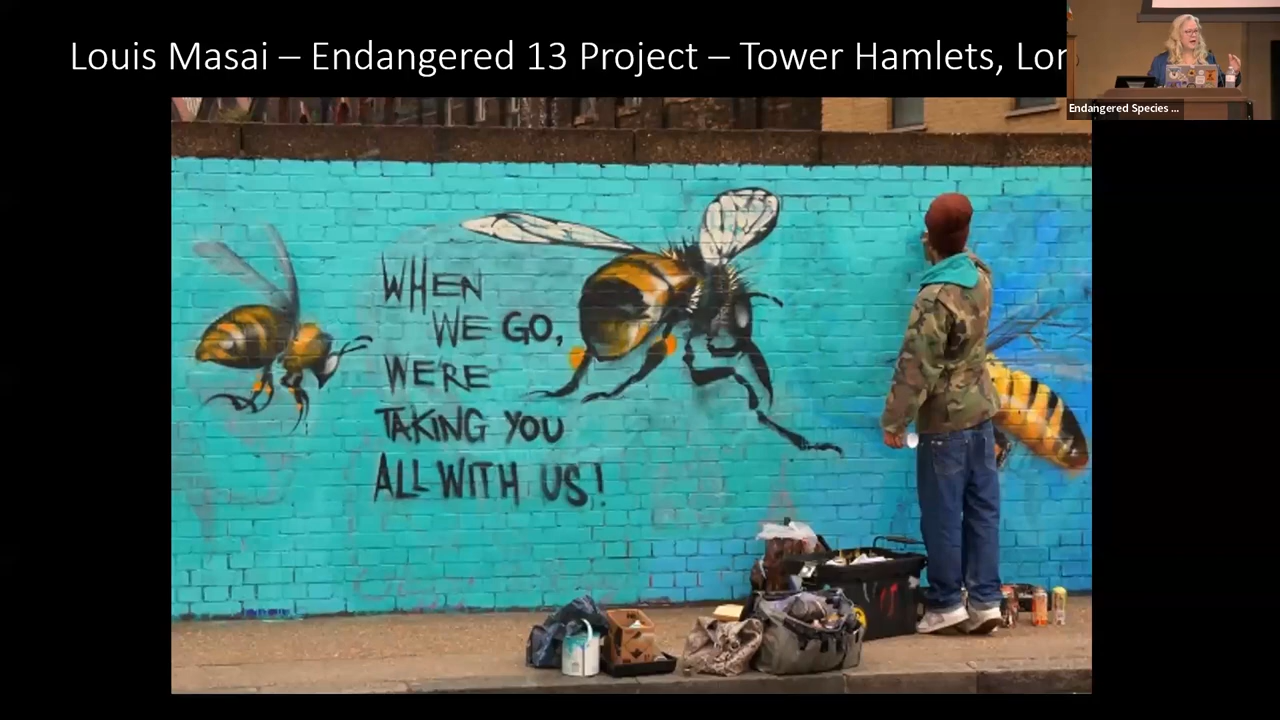 Louis Masai – Endangered 13 Project – Tower Hamlets, Lon
Endangered Species ...
WHEN
WE GO,
WE'RE
TAKING YOU
ALL WITH US!